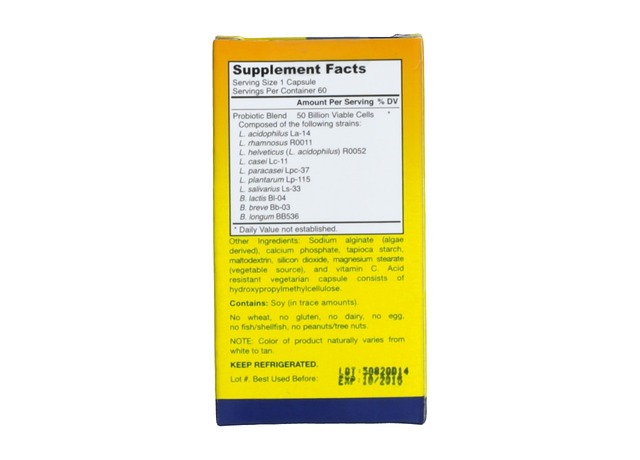 Supplement Facts
Serving Size 1 Capsule
Servings Per Container 60
Amount Per Serving % DV
Probiotic Blend 50 Billion Viable Cells *
Composed of the following strains:
L. acidophilus La-14
L. rhamnosus R0011
L. helveticus (L. acidophilus) R0052
L. casei Lc-11
L. paracasei Lpc-37
L. plantarum Lp-115
L. salivarius Ls-33
B. lactis Bl-04
B. breve Bb-03
B. longum BB536
* Daily Value not established.
Other Ingredients: Sodium alginate (algae
derived), calcium phosphate, tapioca starch,
maltodextrin, silicon dioxide, magnesium stearate
(vegetable source), and vitamin C. Acid
resistant vegetarian capsule consists of
hydroxypropylmethylcellulose.
Contains: Soy (in trace amounts).
No wheat, no gluten, no dairy, no egg,
no fish/shellfish, no peanuts/tree nuts.
NOTE: Color of product naturally varies from
white to tan.
KEEP REFRIGERATED.
Lot #: Best Used Before:
LOT:50820014
EXP:10/2016